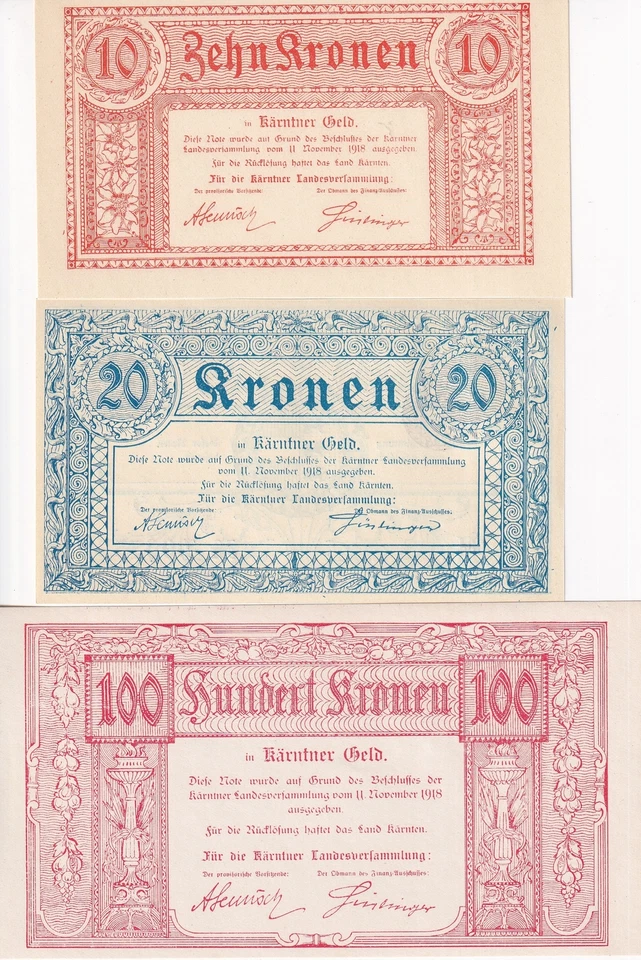 10 Zehn Kronen 10
in Kärntner Geld.
Diese Note wurde auf Grund des Beschlusses der Kärntner
Landesversammlung vom 11 November 1918 ausgegeben.
Für die Rücklösung haftet das Land Kärnten.
Für die Kärntner Landesversammlung:
Der provisorische Vorsitzende: Der Obmann des Finanz-Ausschusses:
20 Kronen 20
in Kärntner Geld.
Diese Note wurde auf Grund des Beschlusses der Kärntner Landesversammlung
vom 11. November 1918 ausgegeben.
Für die Rücklösung haftet das Land Kärnten.
Für die Kärntner Landesversammlung:
Der provisorische Vorsitzende Der Obmann des Finanz-Ausschusses:
100 Hundert Kronen 100
in Kärntner Geld.
Diese Note wurde auf Grund des Beschlusses der
Kärntner Landesversammlung vom 11. November 1918
ausgegeben.
Für die Rücklösung haftet das Land Kärnten.
Für die Kärntner Landesversammlung:
Der provisorische Vorsitzende: Der Obmann des Finanz-Ausschusses: